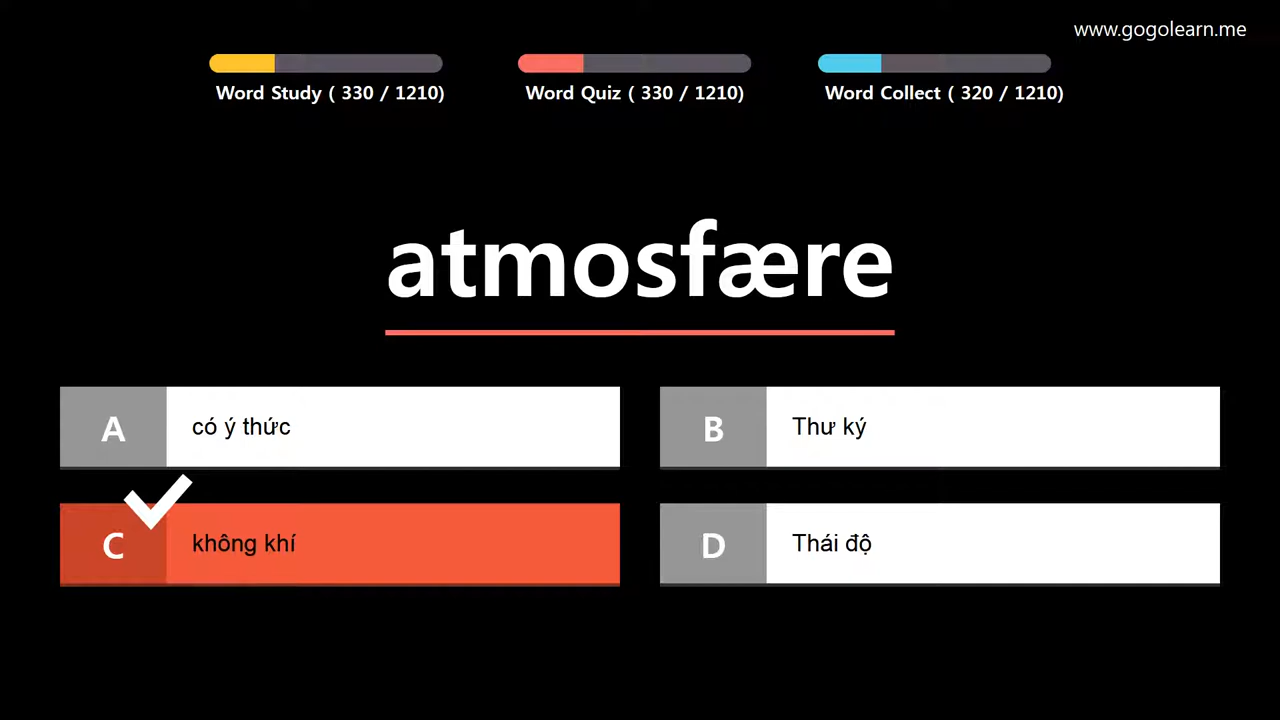 www.gogolearn.me
Word Study ( 330 / 1210)
Word Quiz ( 330 / 1210)
Word Collect ( 320 / 1210)
atmosfære
A
có ý thức
B
Thư ký
C
không khí
D
Thái độ